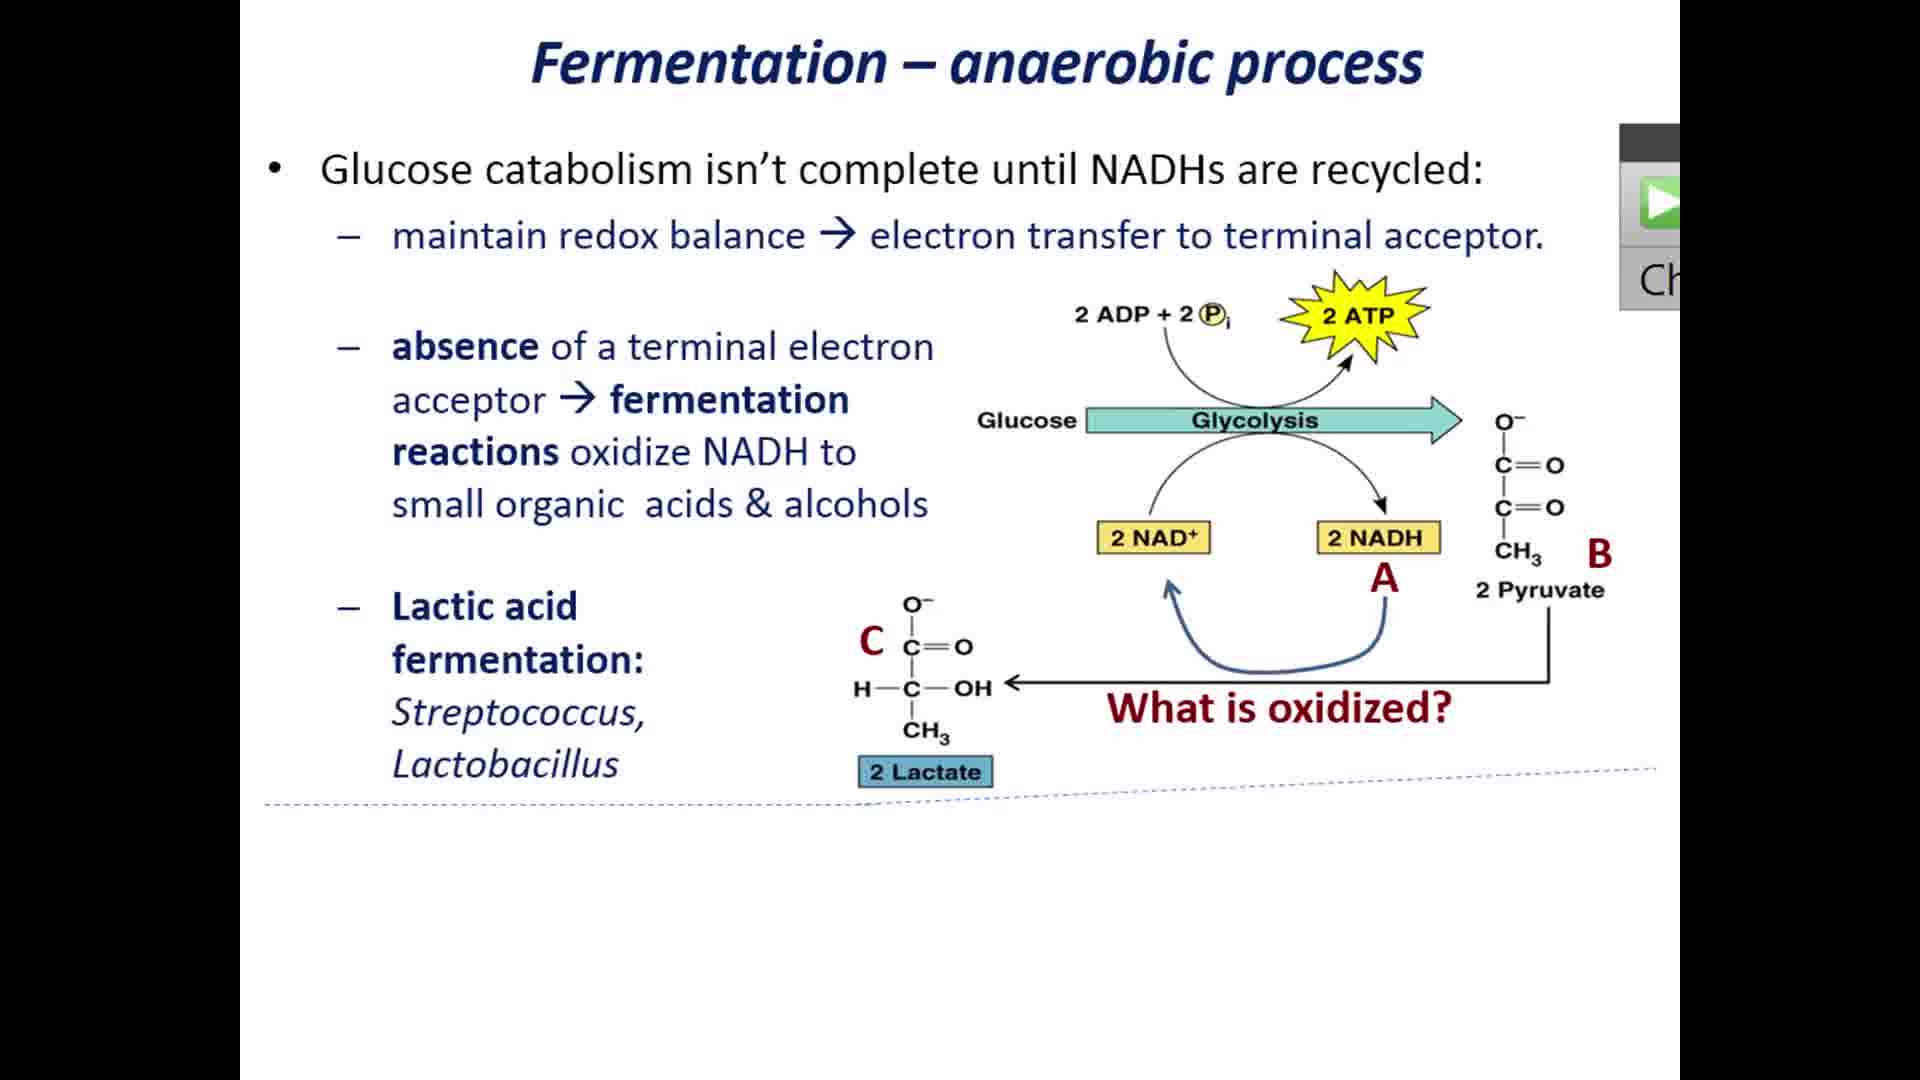 Fermentation – anaerobic process
• Glucose catabolism isn’t complete until NADHs are recycled:
– maintain redox balance → electron transfer to terminal acceptor.
– absence of a terminal electron
acceptor → fermentation
reactions oxidize NADH to
small organic acids & alcohols
– Lactic acid
fermentation:
Streptococcus,
Lactobacillus
2 ADP + 2 Pi
2 ATP
Glucose
Glycolysis
2 NAD⁺
2 NADH
A
O⁻
C=O
C=O
CH₃
B
2 Pyruvate
What is oxidized?
O⁻
C
C=O
H–C–OH
CH₃
2 Lactate
Ch